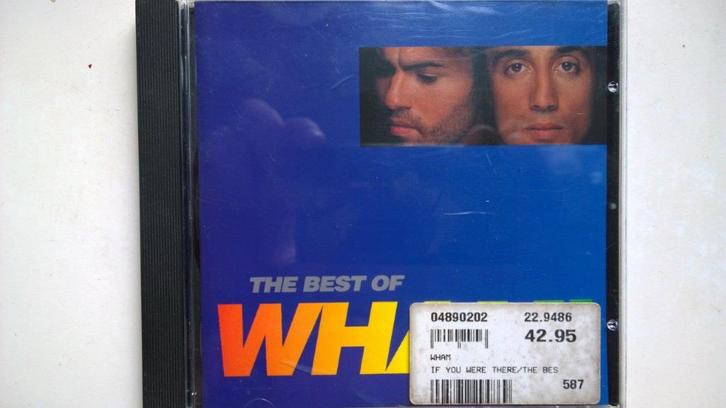 THE BEST OF
WHA
04890202 22.9486
42.95
WHAM
IF YOU WERE THERE/THE BES
587